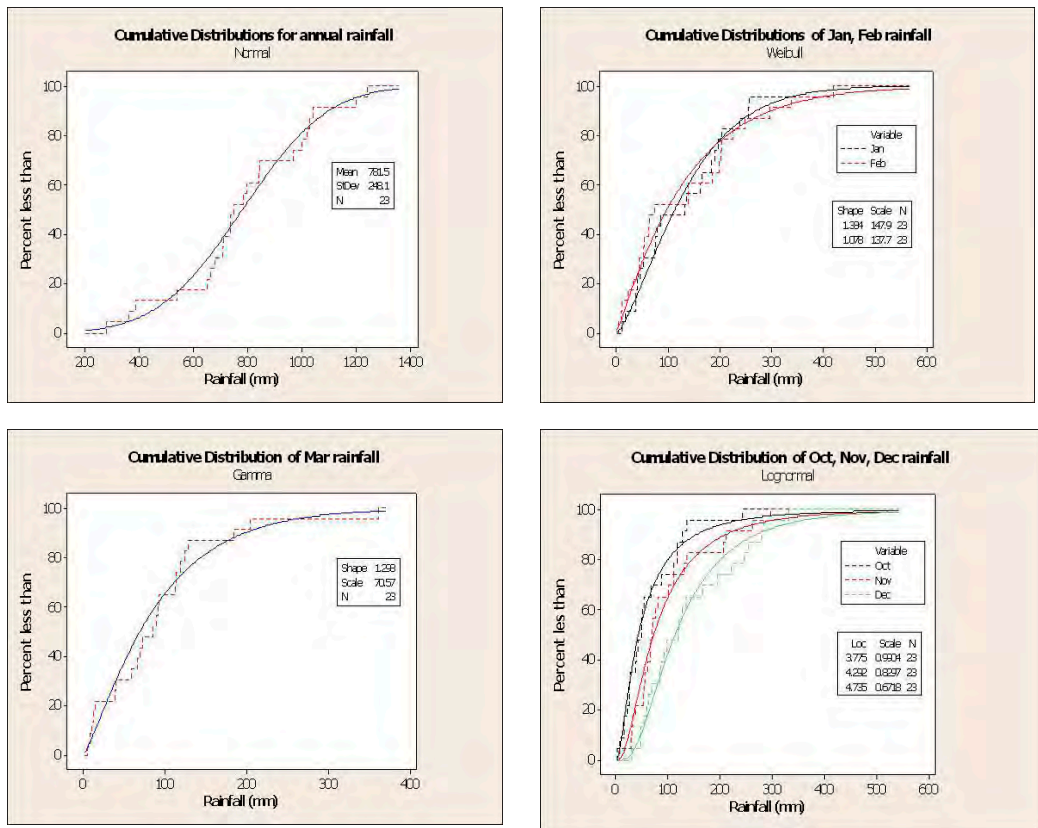 Cumulative Distributions for annual rainfall
Normal
Percent less than
100
80
60
40
20
0
Mean 781.5
StDev 248.1
N 23
200 400 600 800 1000 1200 1400
Rainfall (mm)
Cumulative Distributions of Jan, Feb rainfall
Weibull
Percent less than
100
80
60
40
20
0
Variable
Jan
Feb
Shape Scale N
1.394 147.9 23
1.078 137.7 23
0 100 200 300 400 500 600
Rainfall (mm)
Cumulative Distribution of Mar rainfall
Gamma
Percent less than
100
80
60
40
20
0
Shape 1.298
Scale 70.57
N 23
0 100 200 300 400
Rainfall (mm)
Cumulative Distribution of Oct, Nov, Dec rainfall
Lognormal
Percent less than
100
80
60
40
20
0
Variable
Oct
Nov
Dec
Loc Scale N
3.775 0.9904 23
4.292 0.8297 23
4.735 0.6718 23
0 100 200 300 400 500 600
Rainfall (mm)